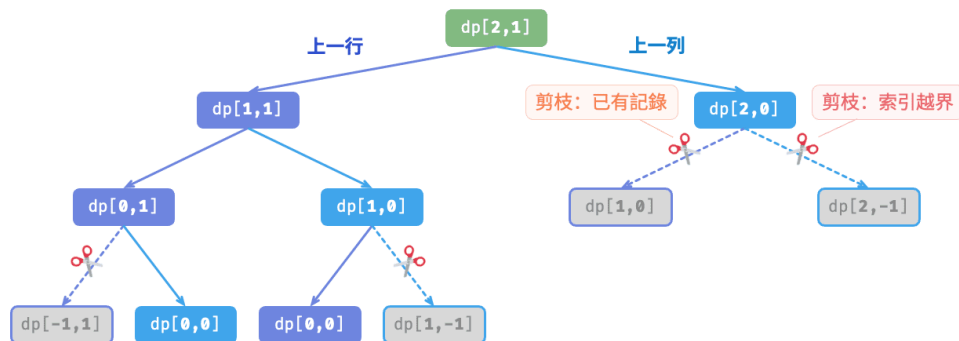 dp[2,1]
上一行
上一列
dp[1,1]
剪枝：已有記錄
dp[2,0]
剪枝：索引越界
dp[0,1]
dp[1,0]
dp[1,0]
dp[2,-1]
dp[-1,1]
dp[0,0]
dp[0,0]
dp[1,-1]